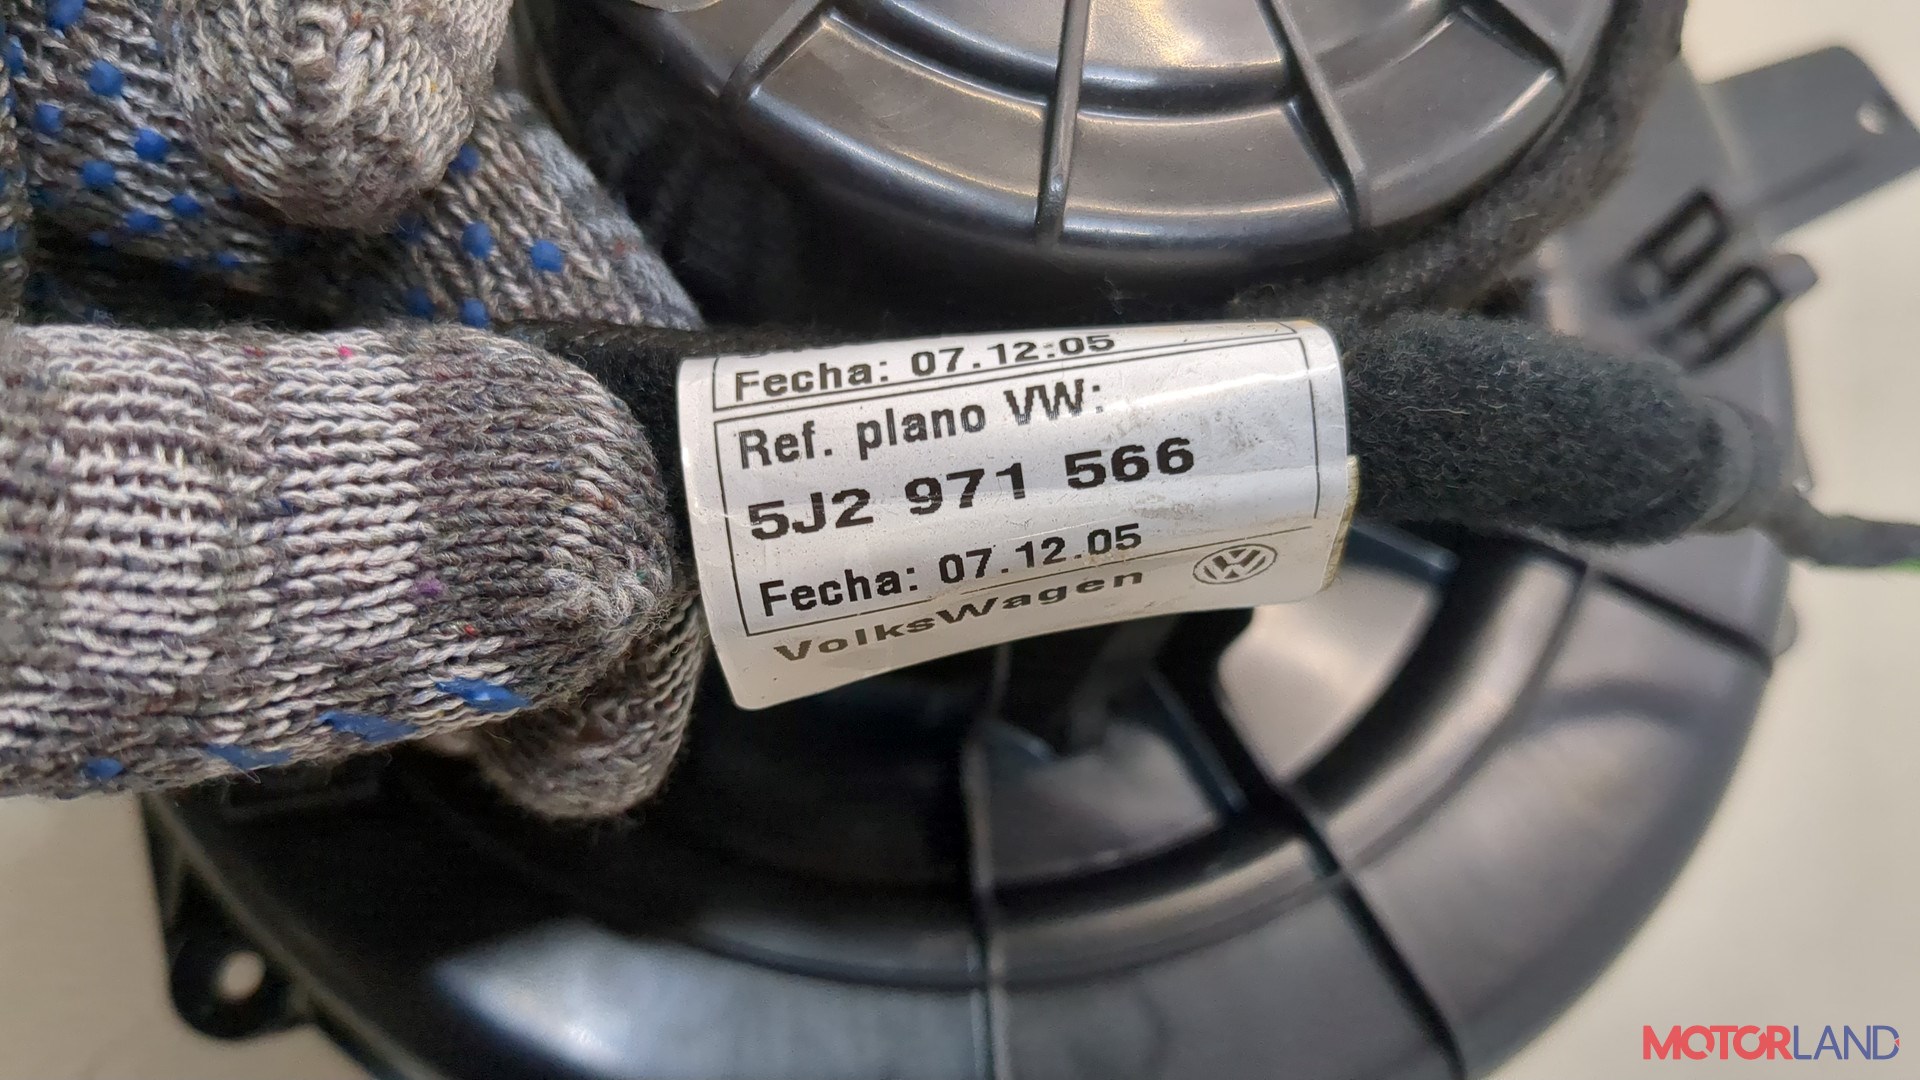 Fecha: 07.12.05
Ref. plano VW:
5J2 971 566
Fecha: 07.12.05
VolksWagen
MOTORLAND